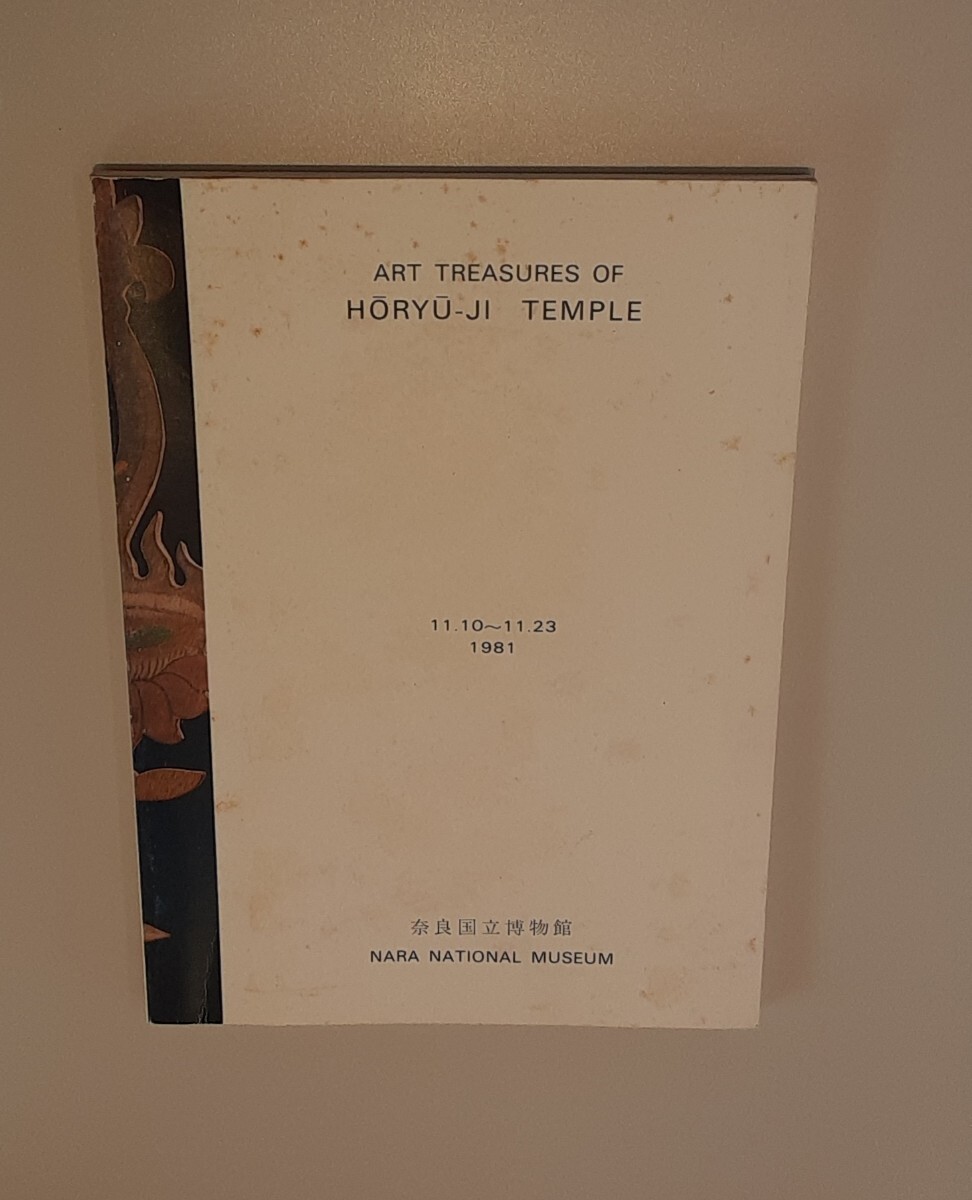 ART TREASURES OF
HŌRYŪ-JI TEMPLE
11.10～11.23
1981
奈良国立博物館
NARA NATIONAL MUSEUM